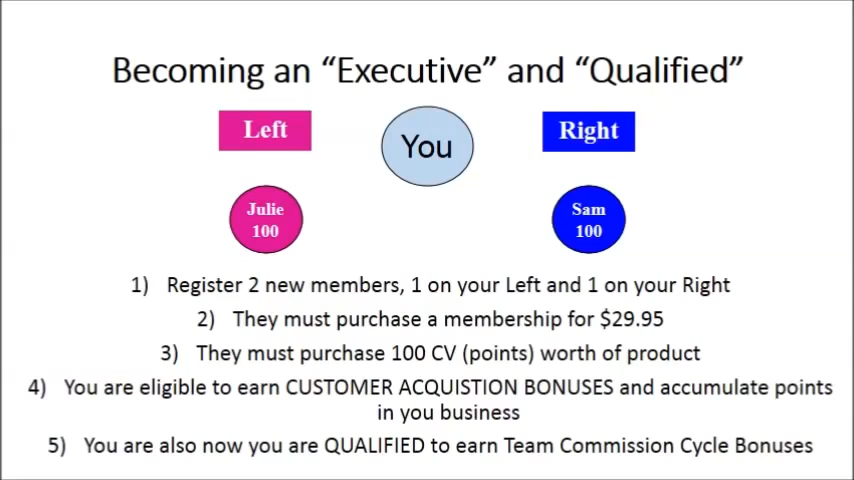 Becoming an “Executive” and “Qualified”
Left
You
Right
Julie
100
Sam
100
1) Register 2 new members, 1 on your Left and 1 on your Right
2) They must purchase a membership for $29.95
3) They must purchase 100 CV (points) worth of product
4) You are eligible to earn CUSTOMER ACQUISTION BONUSES and accumulate points
in you business
5) You are also now you are QUALIFIED to earn Team Commission Cycle Bonuses